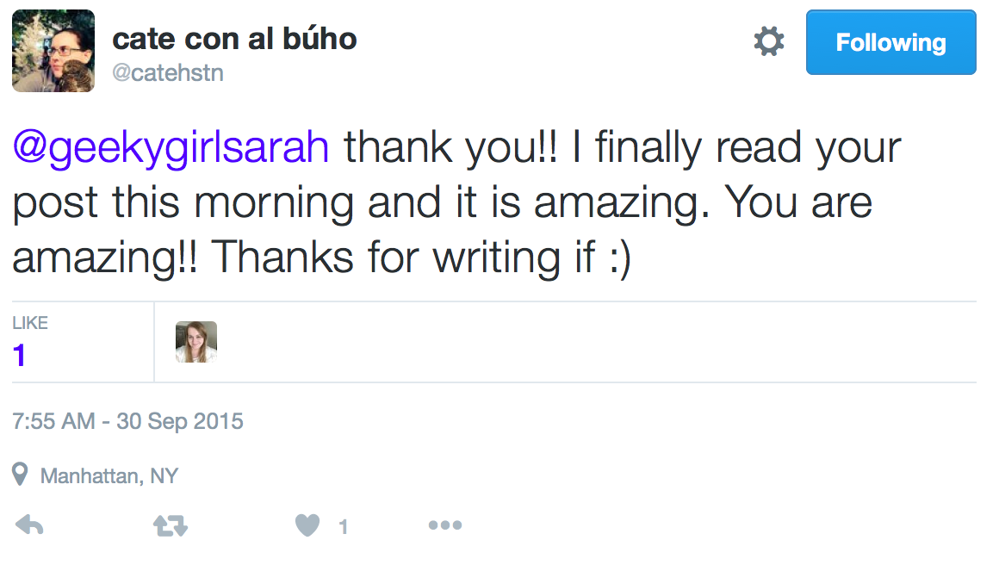 cate con al búho
@catehstn
Following
@geekygirlsarah thank you!! I finally read your
post this morning and it is amazing. You are
amazing!! Thanks for writing if :)
LIKE
1
7:55 AM - 30 Sep 2015
Manhattan, NY
1